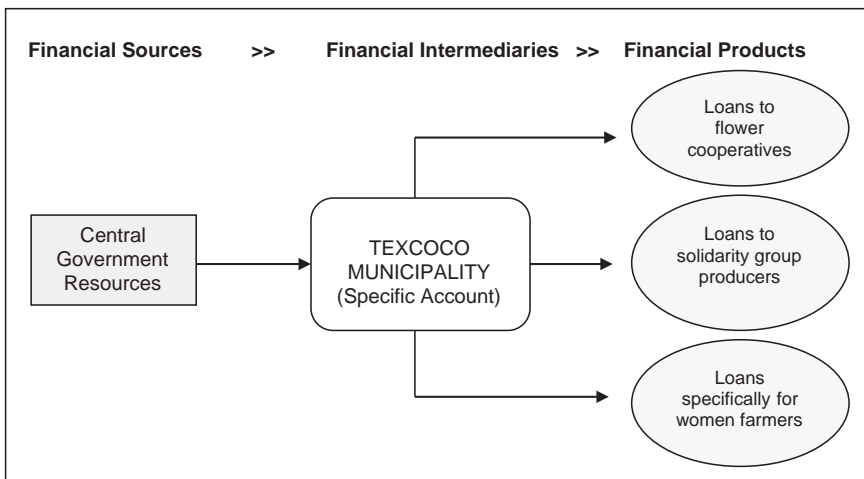 Financial Sources >> Financial Intermediaries >> Financial Products
Loans to
flower
cooperatives
Central
Government
Resources
TEXCOCO
MUNICIPALITY
(Specific Account)
Loans to
solidarity group
producers
Loans
specifically for
women farmers